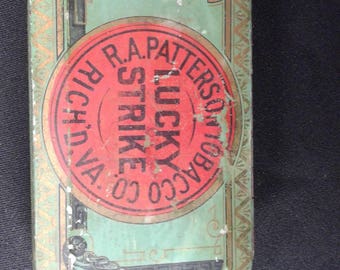 R.A. PATTERSON TOBACCO CO.
RICH'D VA.
LUCKY
STRIKE